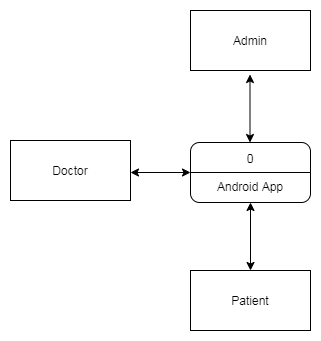 Admin
0
Doctor
Android App
Patient